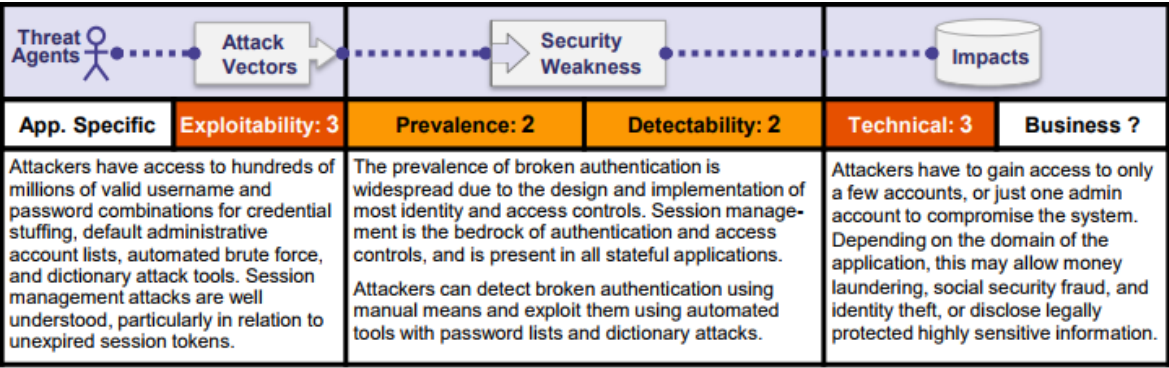 Threat
Agents
Attack
Vectors
Security
Weakness
Impacts
App. Specific
Exploitability: 3
Prevalence: 2
Detectability: 2
Technical: 3
Business ?
Attackers have access to hundreds of
millions of valid username and
password combinations for credential
stuffing, default administrative
account lists, automated brute force,
and dictionary attack tools. Session
management attacks are well
understood, particularly in relation to
unexpired session tokens.
The prevalence of broken authentication is
widespread due to the design and implementation of
most identity and access controls. Session manage-
ment is the bedrock of authentication and access
controls, and is present in all stateful applications.
Attackers can detect broken authentication using
manual means and exploit them using automated
tools with password lists and dictionary attacks.
Attackers have to gain access to only
a few accounts, or just one admin
account to compromise the system.
Depending on the domain of the
application, this may allow money
laundering, social security fraud, and
identity theft, or disclose legally
protected highly sensitive information.